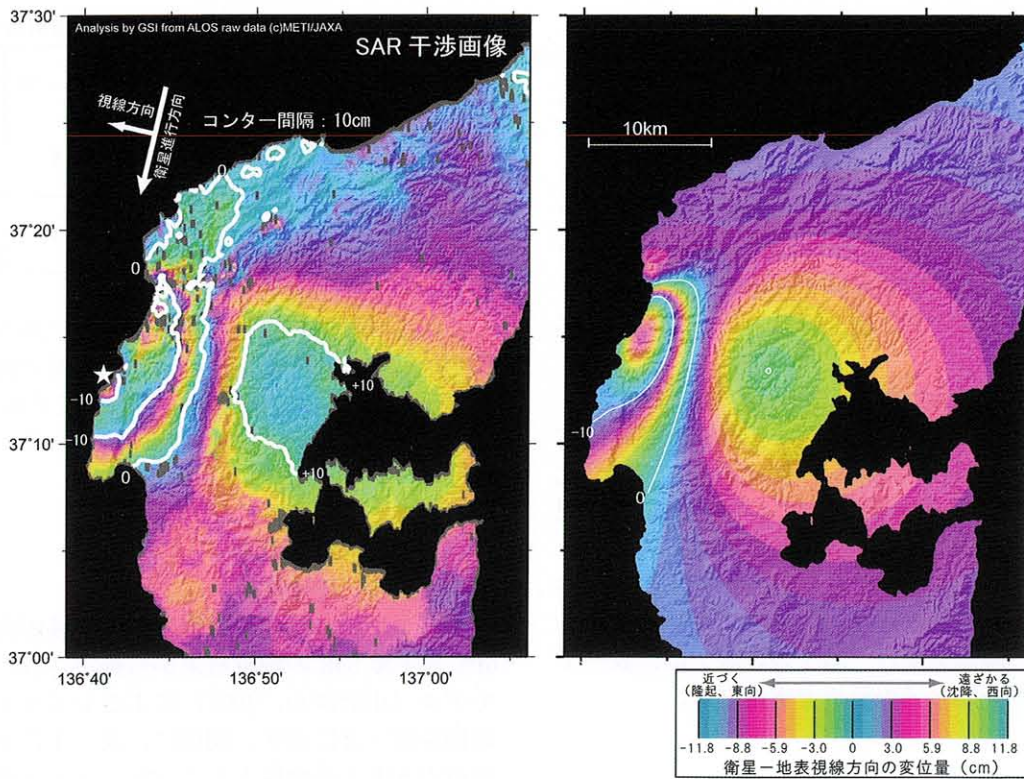 37°30'
Analysis by GSI from ALOS raw data (c)METI/JAXA
SAR 干渉画像
視線方向
衛星進行方向
コンター間隔：10cm
10km
0
37°20'
0
-10
-10
+10
+10
0
37°10'
-10
0
37°00'
136°40'
136°50'
137°00'
近づく
(隆起、東向)
遠ざかる
(沈降、西向)
-11.8 -8.8 -5.9 -3.0 0 3.0 5.9 8.8 11.8
衛星－地表視線方向の変位量（cm）